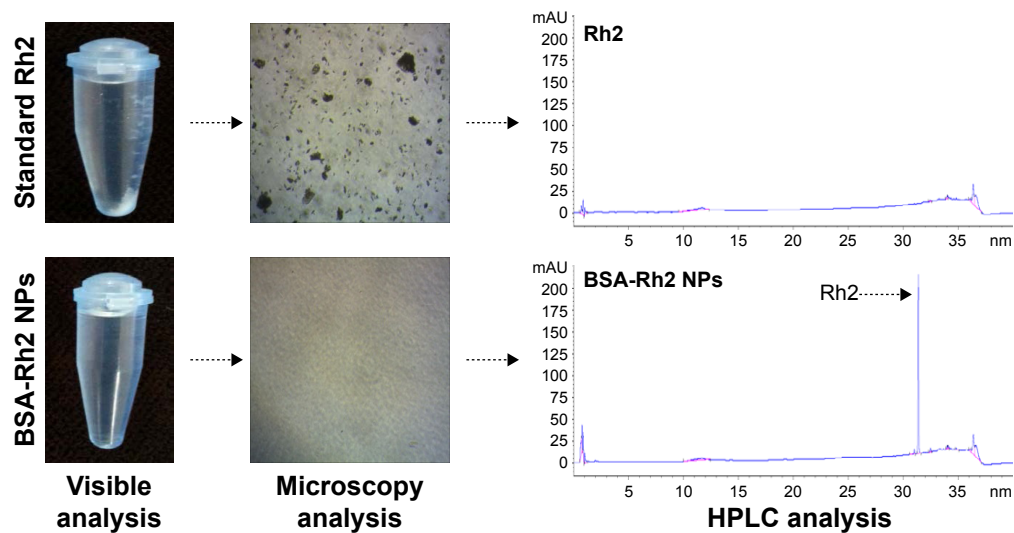 Standard Rh2
mAU
Rh2
200
175
150
125
100
75
50
25
0
5 10 15 20 25 30 35 nm
BSA-Rh2 NPs
mAU
BSA-Rh2 NPs
Rh2
200
175
150
125
100
75
50
25
0
5 10 15 20 25 30 35 nm
Visible
analysis
Microscopy
analysis
HPLC analysis